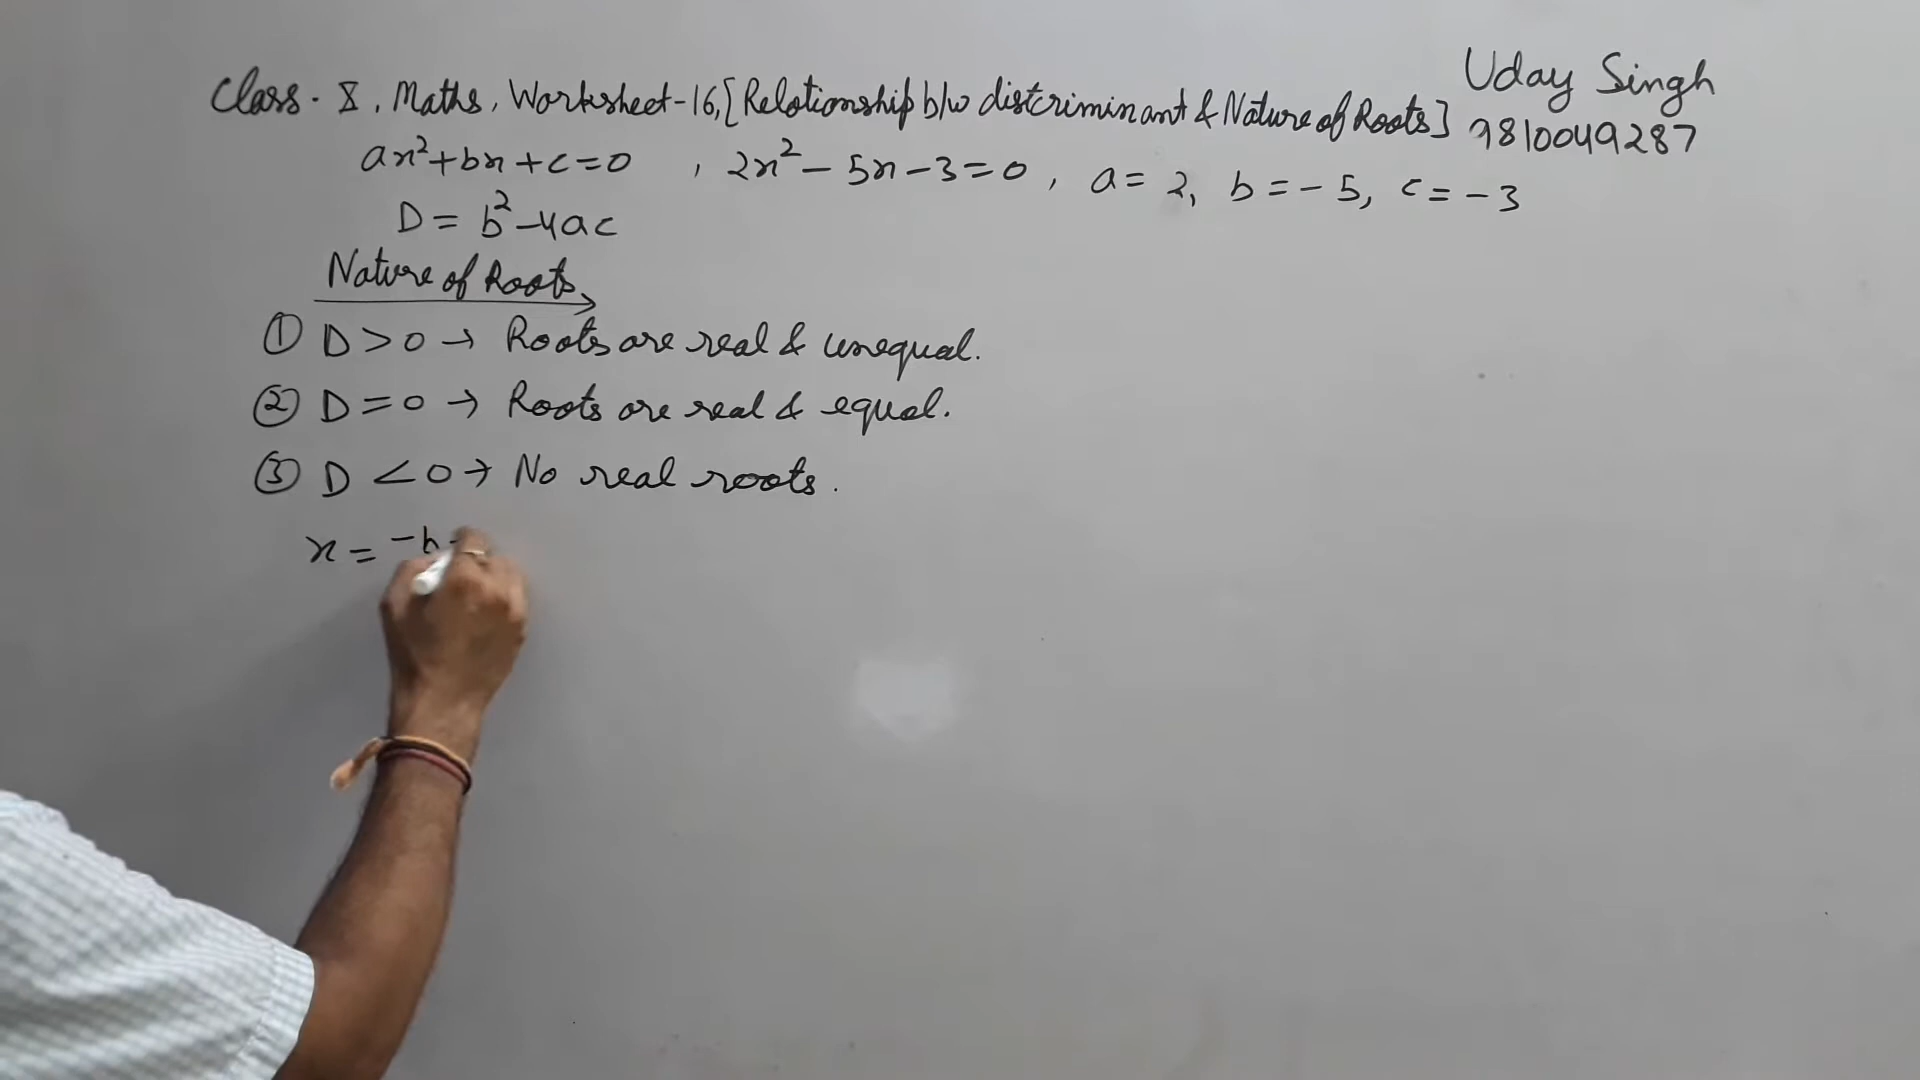 Class. X, Maths, Worksheet-16, [Relationship b/w discriminant & Nature of Roots]
Uday Singh
9810049287
ax²+bx+c=0 , 2x²-5x-3=0, a=2, b=-5, c=-3
D=b²-4ac
Nature of Roots
① D>0→ Roots are real & unequal.
② D=0→ Roots are real & equal.
③ D<0→ No real roots.
x=-b